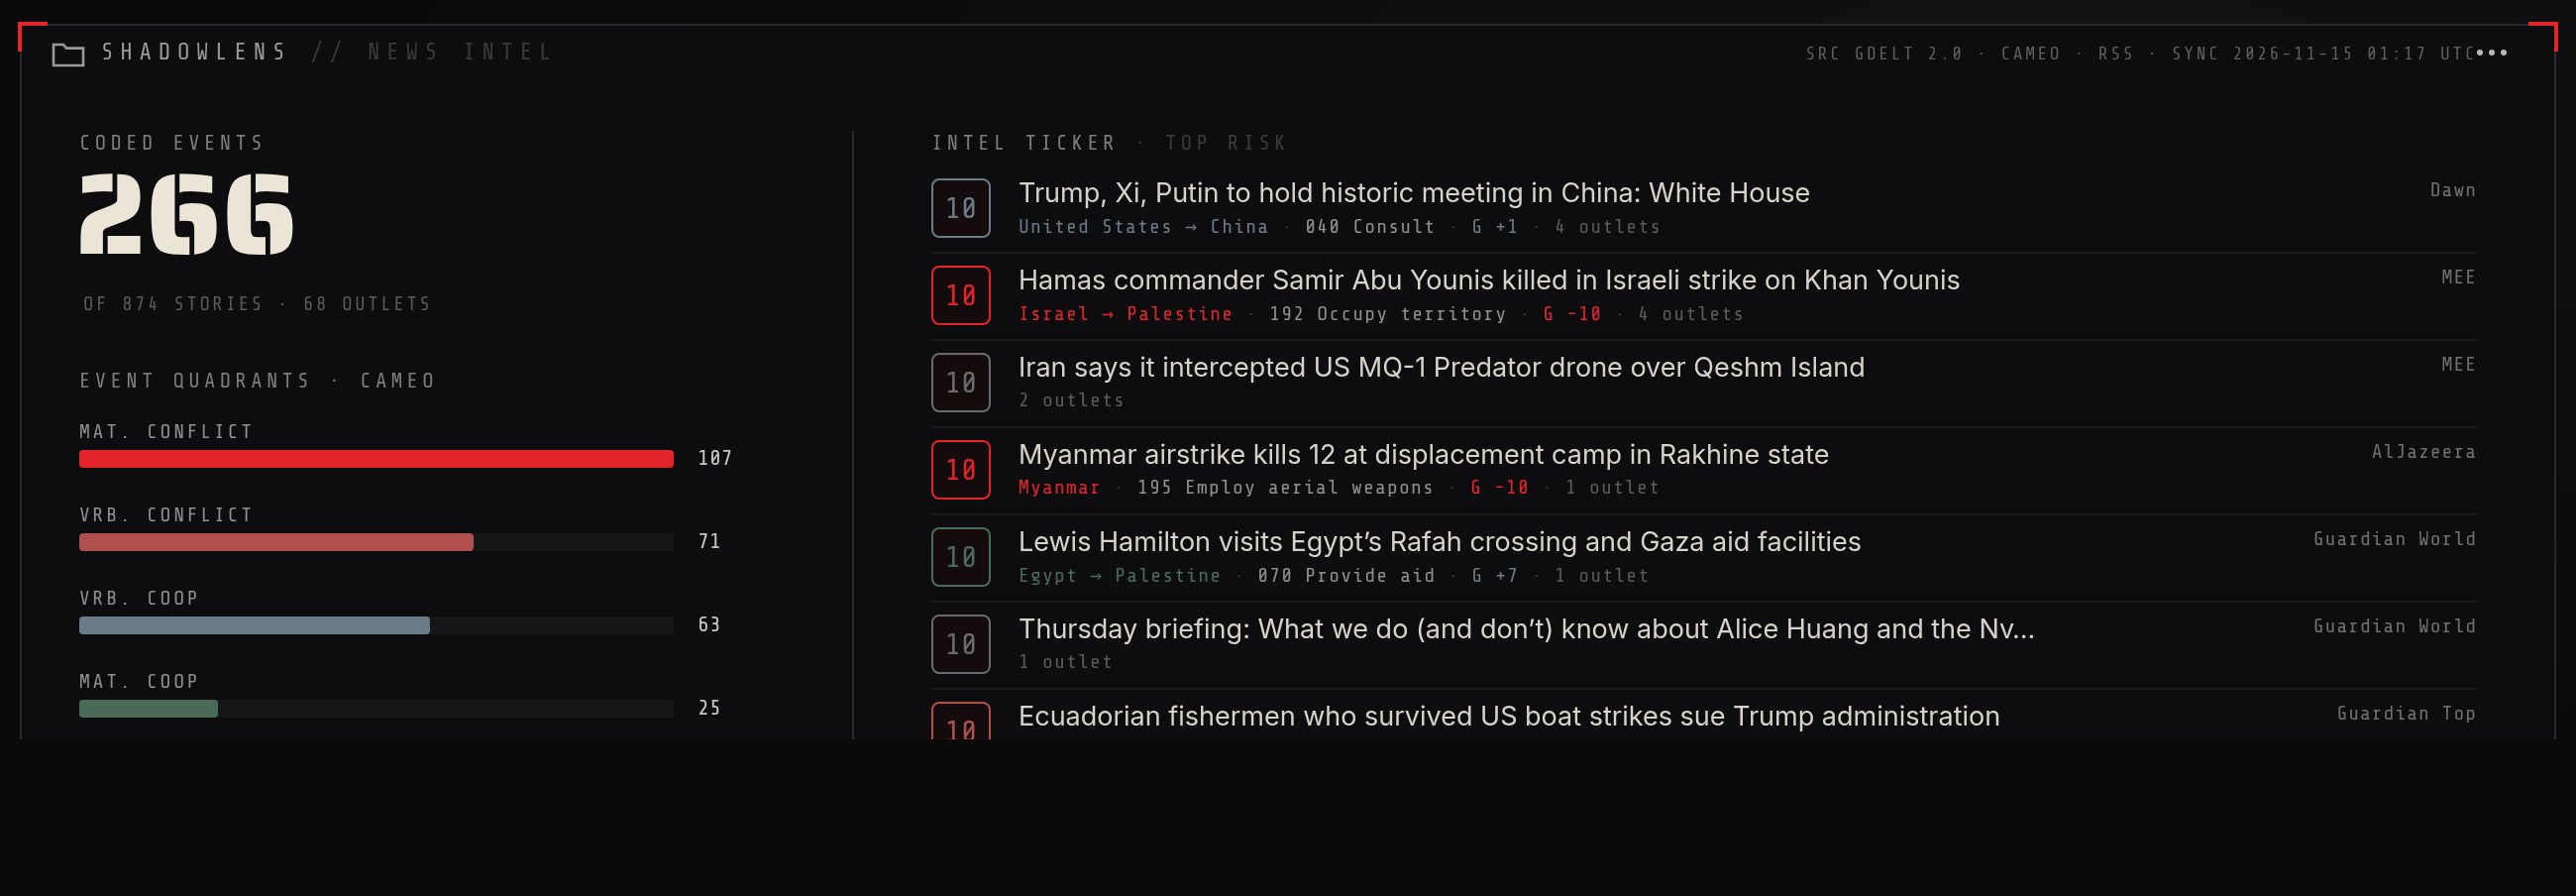 SHADOWLENS // NEWS INTEL
SRC GDELT 2.0 · CAMEO · RSS · SYNC 2026-11-15 01:17 UTC
CODED EVENTS
266
OF 874 STORIES · 68 OUTLETS
EVENT QUADRANTS · CAMEO
MAT. CONFLICT
107
VRB. CONFLICT
71
VRB. COOP
63
MAT. COOP
25
INTEL TICKER · TOP RISK
10
Trump, Xi, Putin to hold historic meeting in China: White House
Dawn
United States → China · 040 Consult · G +1 · 4 outlets
10
Hamas commander Samir Abu Younis killed in Israeli strike on Khan Younis
MEE
Israel → Palestine · 192 Occupy territory · G -10 · 4 outlets
10
Iran says it intercepted US MQ-1 Predator drone over Qeshm Island
MEE
2 outlets
10
Myanmar airstrike kills 12 at displacement camp in Rakhine state
AlJazeera
Myanmar · 195 Employ aerial weapons · G -10 · 1 outlet
10
Lewis Hamilton visits Egypt’s Rafah crossing and Gaza aid facilities
Guardian World
Egypt → Palestine · 070 Provide aid · G +7 · 1 outlet
10
Thursday briefing: What we do (and don’t) know about Alice Huang and the Nv…
Guardian World
1 outlet
10
Ecuadorian fishermen who survived US boat strikes sue Trump administration
Guardian Top